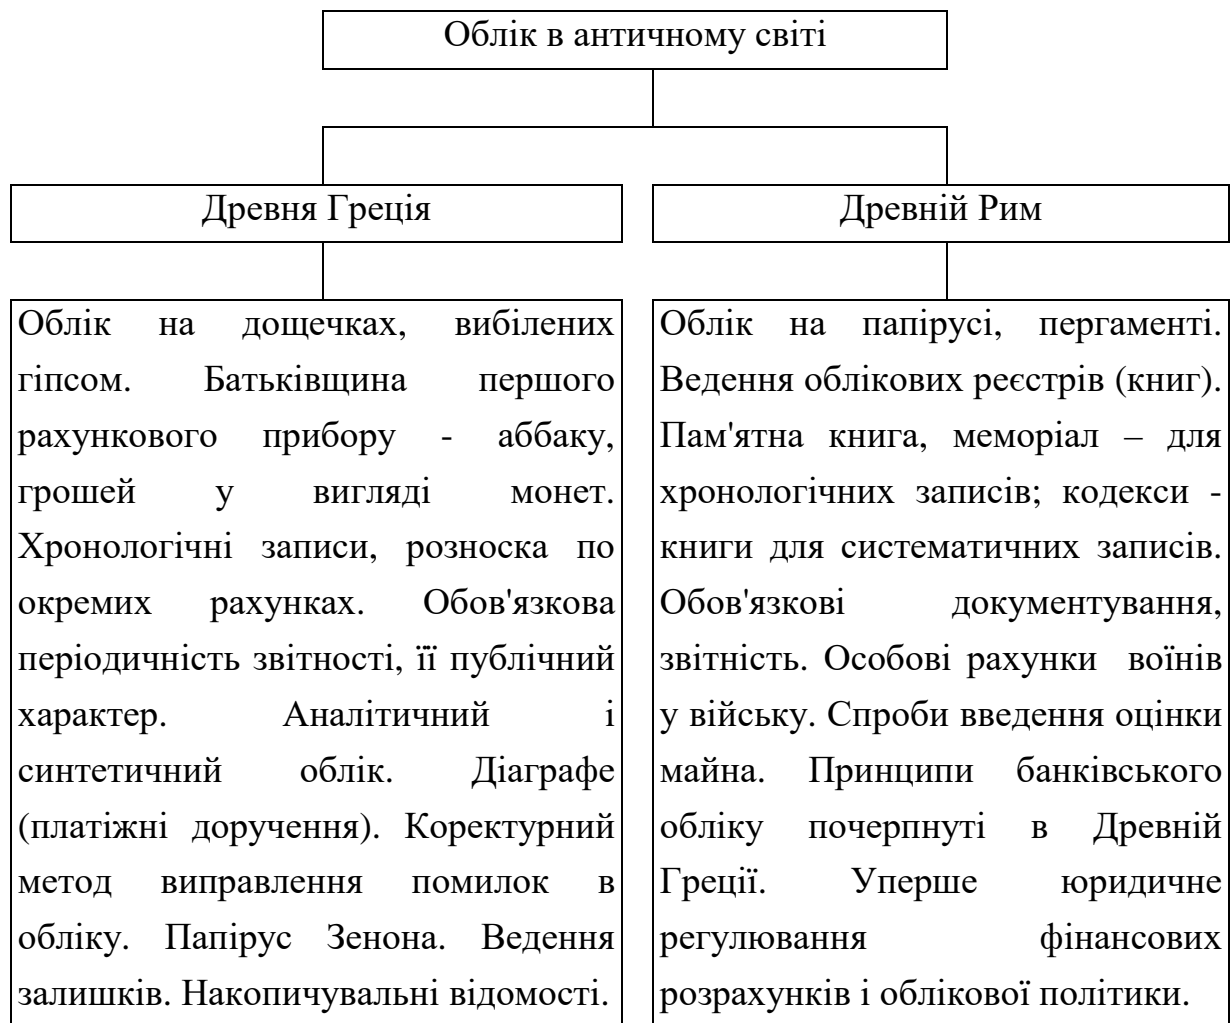 Облік в античному світі
Древня Греція
Облік на дощечках, вибілених
гіпсом. Батьківщина першого
рахункового прибору - аббаку,
грошей у вигляді монет.
Хронологічні записи, розноска по
окремих рахунках. Обов'язкова
періодичність звітності, її публічний
характер. Аналітичний і
синтетичний облік. Діаграфе
(платіжні доручення). Коректурний
метод виправлення помилок в
обліку. Папірус Зенона. Ведення
залишків. Накопичувальні відомості.
Древній Рим
Облік на папірусі, пергаменті.
Ведення облікових реєстрів (книг).
Пам'ятна книга, меморіал – для
хронологічних записів; кодекси -
книги для систематичних записів.
Обов'язкові документування,
звітність. Особові рахунки воїнів
у війську. Спроби введення оцінки
майна. Принципи банківського
обліку почерпнуті в Древній
Греції. Уперше юридичне
регулювання фінансових
розрахунків і облікової політики.